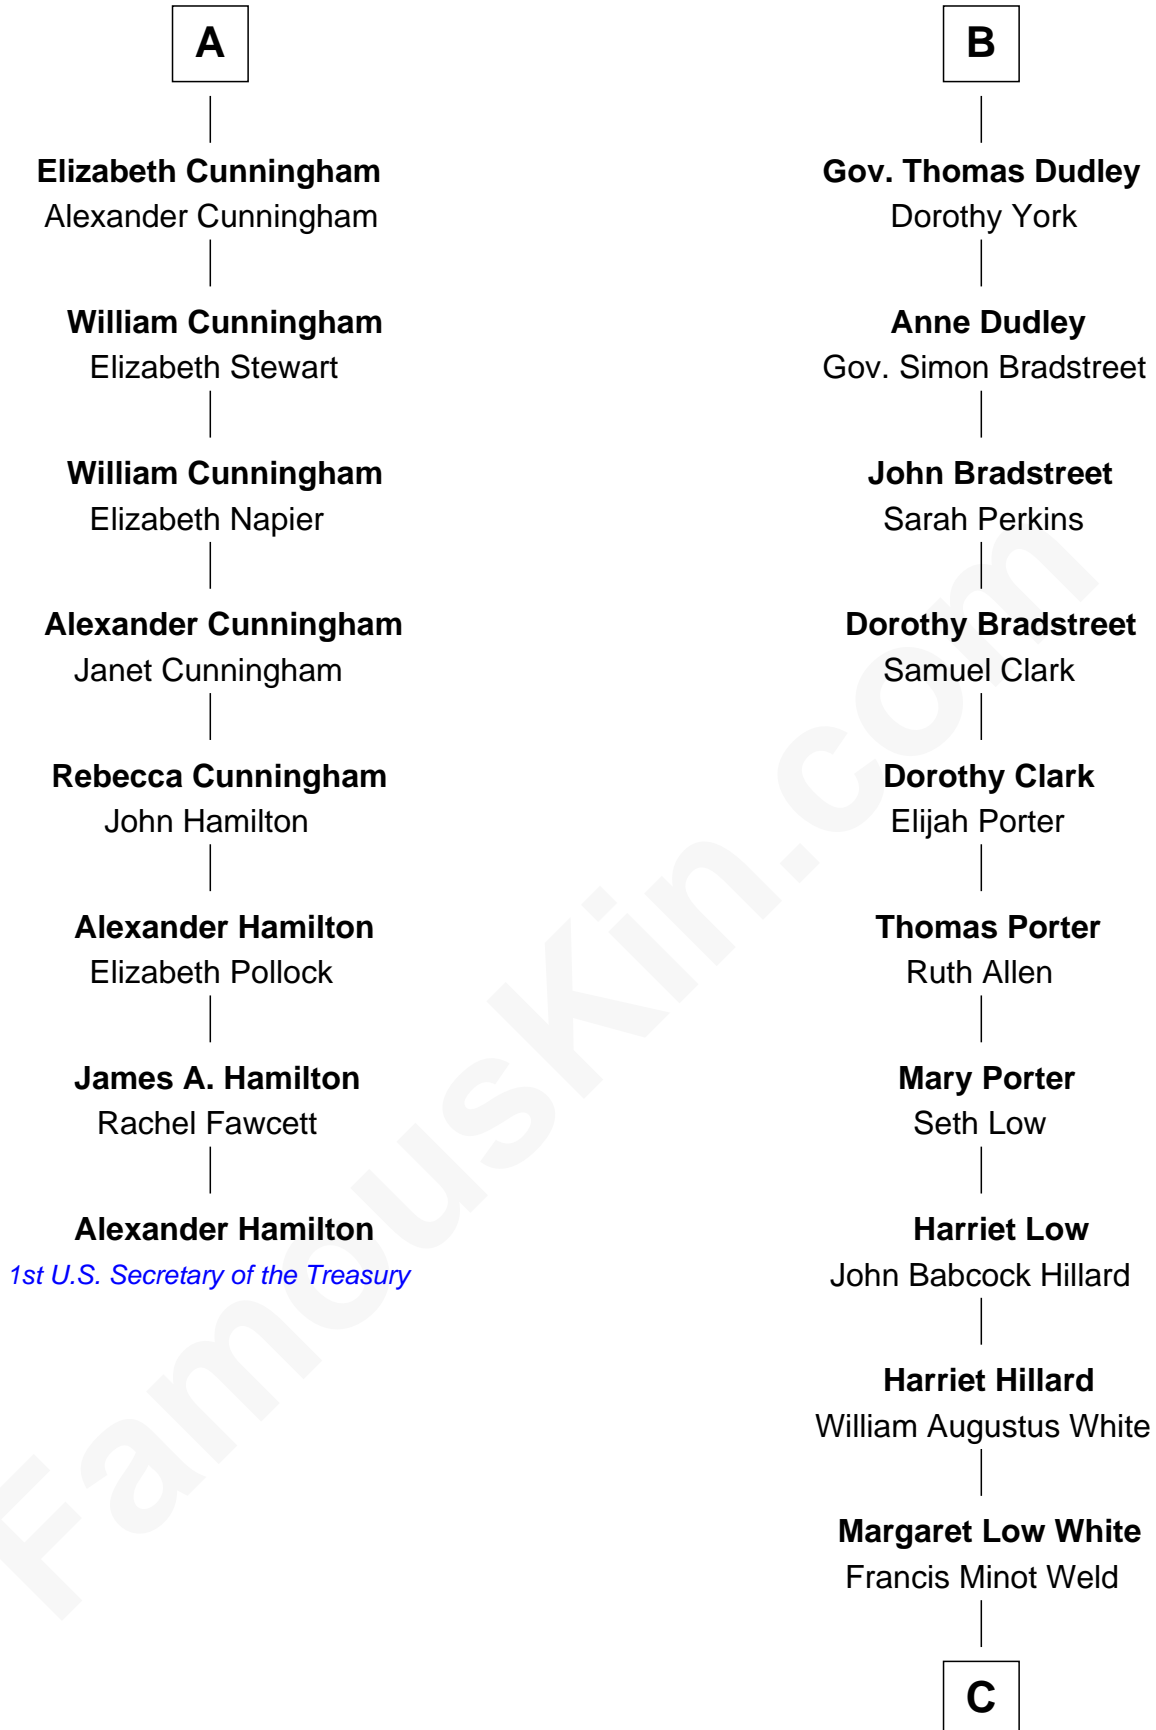 A
Elizabeth Cunningham
Alexander Cunningham
William Cunningham
Elizabeth Stewart
William Cunningham
Elizabeth Napier
Alexander Cunningham
Janet Cunningham
Rebecca Cunningham
John Hamilton
Alexander Hamilton
Elizabeth Pollock
James A. Hamilton
Rachel Fawcett
Alexander Hamilton
1st U.S. Secretary of the Treasury
B
Gov. Thomas Dudley
Dorothy York
Anne Dudley
Gov. Simon Bradstreet
John Bradstreet
Sarah Perkins
Dorothy Bradstreet
Samuel Clark
Dorothy Clark
Elijah Porter
Thomas Porter
Ruth Allen
Mary Porter
Seth Low
Harriet Low
John Babcock Hillard
Harriet Hillard
William Augustus White
Margaret Low White
Francis Minot Weld
C
FamousKin.com